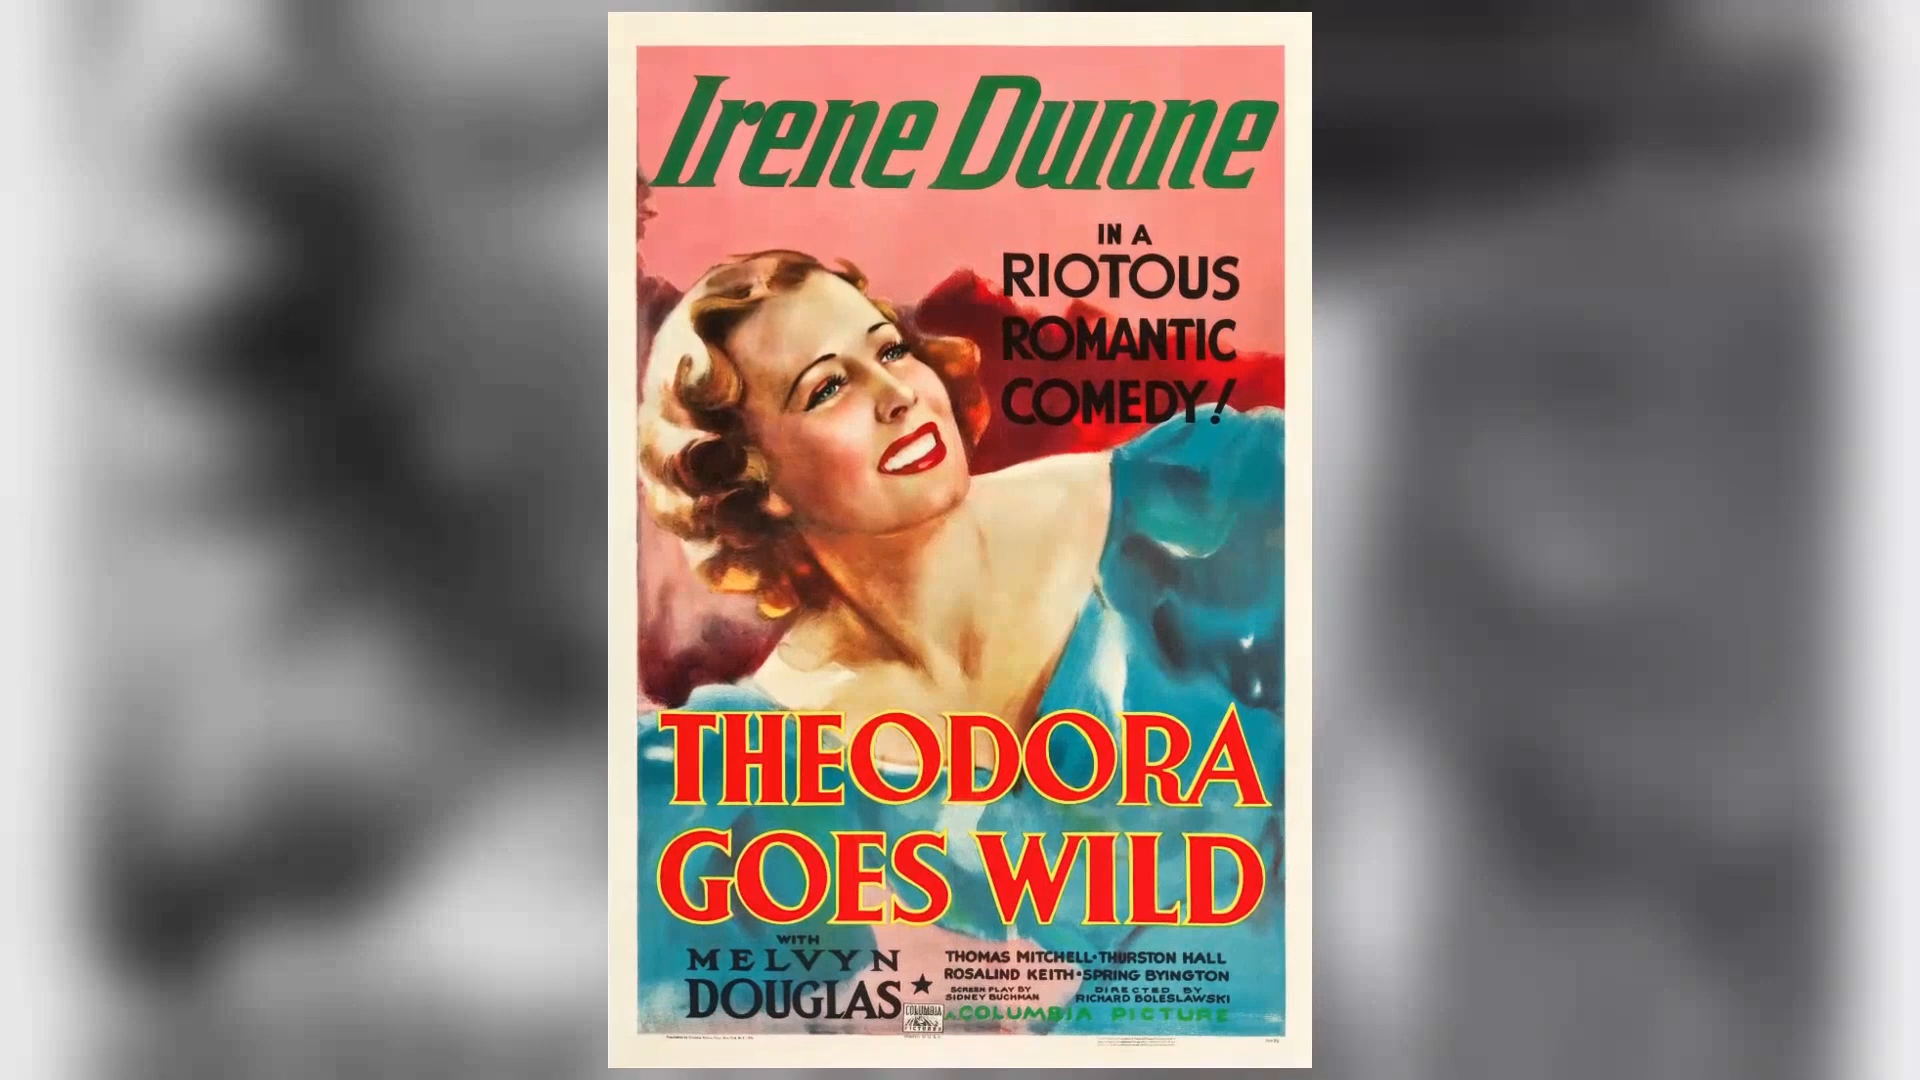 Irene Dunne
IN A
RIOTOUS
ROMANTIC
COMEDY!
THEODORA
GOES WILD
WITH
MELVYN
DOUGLAS
THOMAS MITCHELL • THURSTON HALL
ROSALIND KEITH • SPRING BYINGTON
SCREEN PLAY BY
SIDNEY BUCHMAN
DIRECTED BY
RICHARD BOLESLAWSKI
COLUMBIA
PICTURES
A COLUMBIA PICTURE